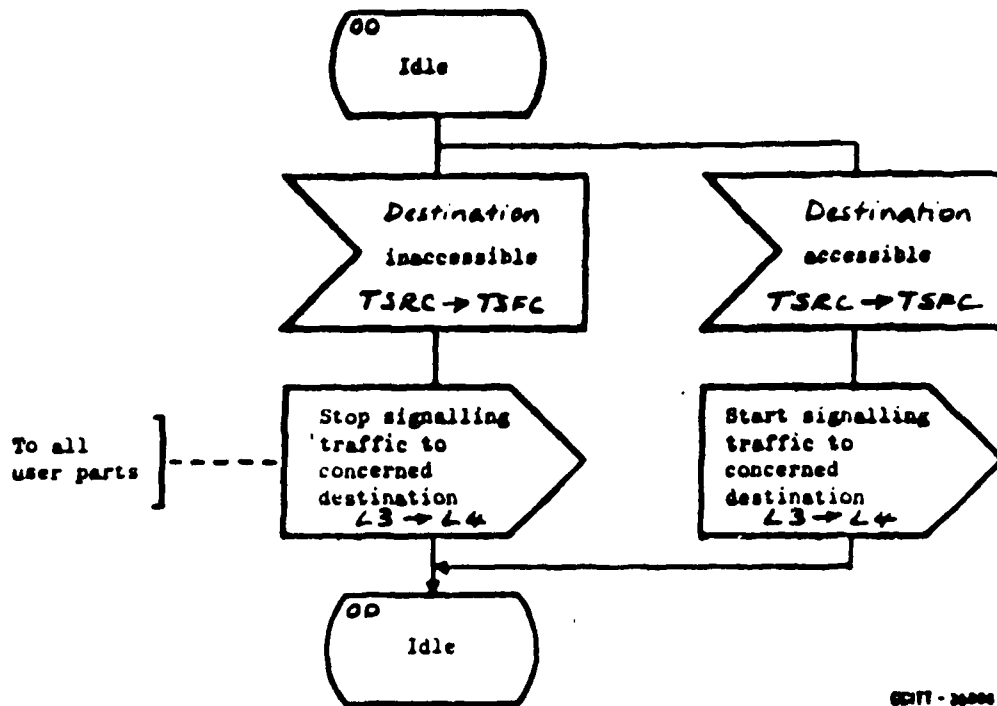 00
Idle
Destination
inaccessible
TSRC → TSFC
Destination
accessible
TSRC → TSFC
To all
user parts
Stop signalling
traffic to
concerned
destination
L3 → L4
Start signalling
traffic to
concerned
destination
L3 → L4
00
Idle
CCITT -